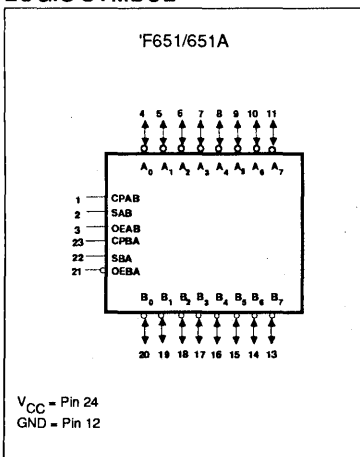 'F651/651A
4 5 6 7 8 9 10 11
A0 A1 A2 A3 A4 A5 A6 A7
1 CPAB
2 SAB
3 OEAB
23 CPBA
22 SBA
21 OEBA
B0 B1 B2 B3 B4 B5 B6 B7
20 19 18 17 16 15 14 13
VCC = Pin 24
GND = Pin 12